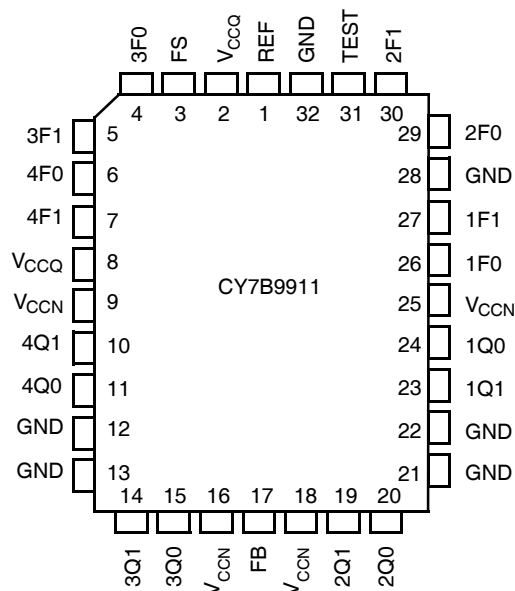 3F0 FS VCCQ REF GND TEST 2F1
4 3 2 1 32 31 30
3F1 5 29 2F0
4F0 6 28 GND
4F1 7 27 1F1
VCCQ 8 26 1F0
CY7B9911
VCCN 9 25 VCCN
4Q1 10 24 1Q0
4Q0 11 23 1Q1
GND 12 22 GND
GND 13 21 GND
14 15 16 17 18 19 20
3Q1 3Q0 VCCN FB VCCN 2Q1 2Q0